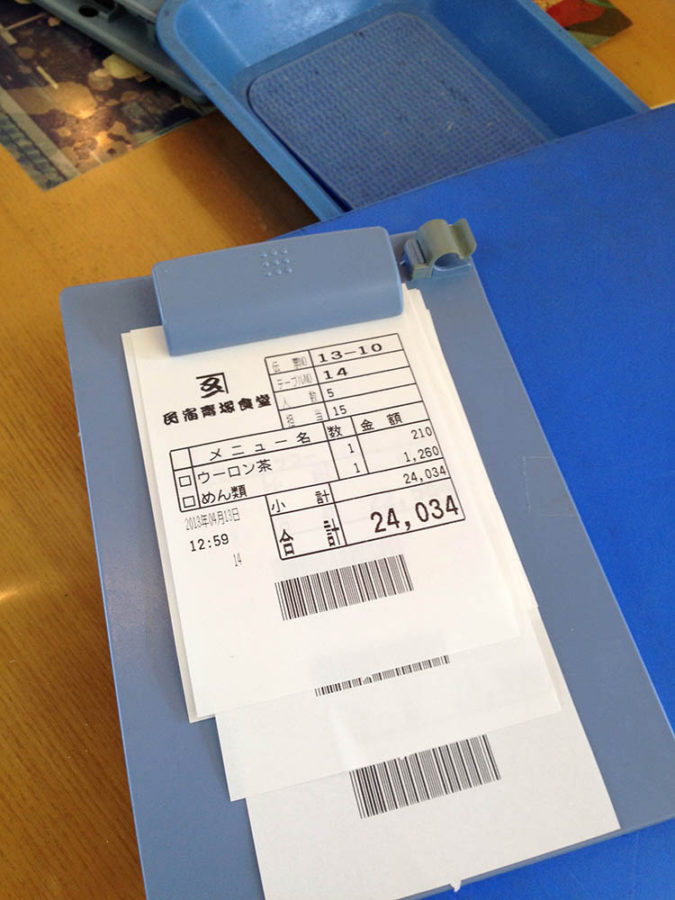 伝票NO 13-10
テーブルNO 14
人数 5
担当 15
民宿青塚食堂
メニュー名 数 金額
ウーロン茶 1 210
めん類 1 1,260
小計 24,034
合計 24,034
2013年04月13日
12:59
14